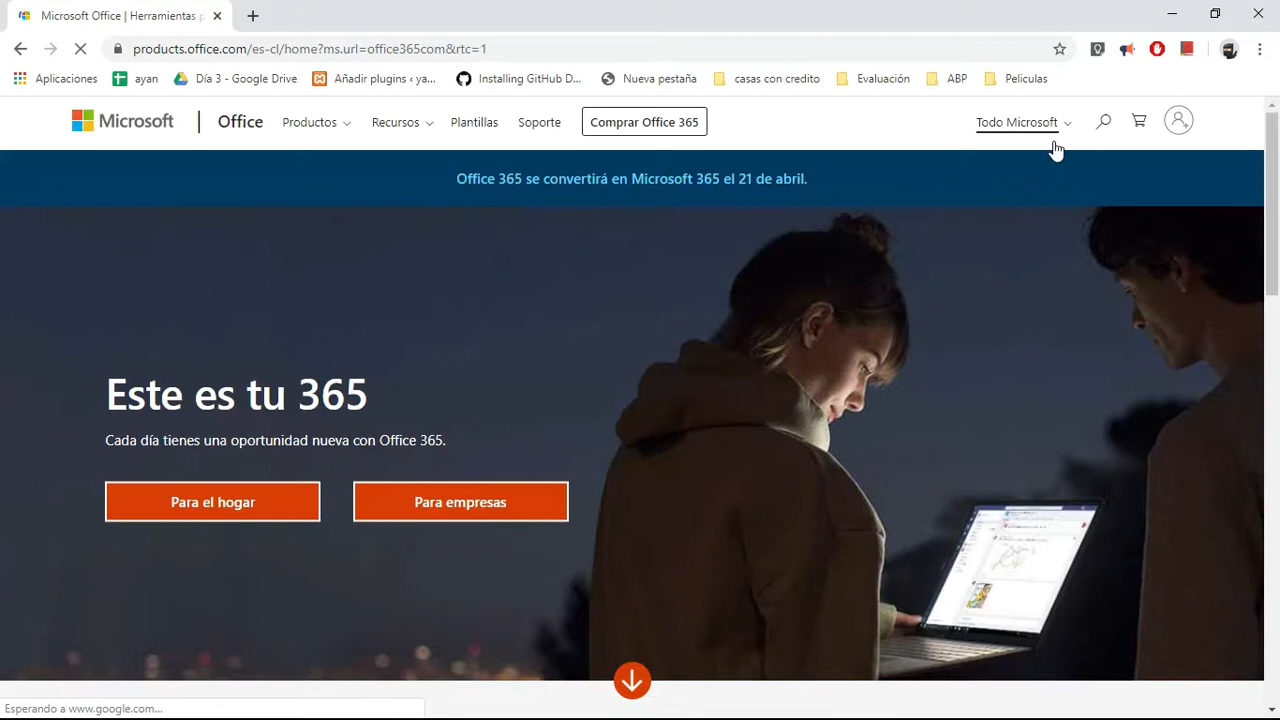 Microsoft Office | Herramientas p
products.office.com/es-cl/home?ms.url=office365com&rtc=1
Aplicaciones ayan Día 3 - Google Drive Añadir plugins ‹ ya... Installing GitHub D... Nueva pestaña casas con credito Evaluación ABP Peliculas
Microsoft Office Productos Recursos Plantillas Soporte Comprar Office 365 Todo Microsoft
Office 365 se convertirá en Microsoft 365 el 21 de abril.
Este es tu 365
Cada día tienes una oportunidad nueva con Office 365.
Para el hogar Para empresas
Esperando a www.google.com...